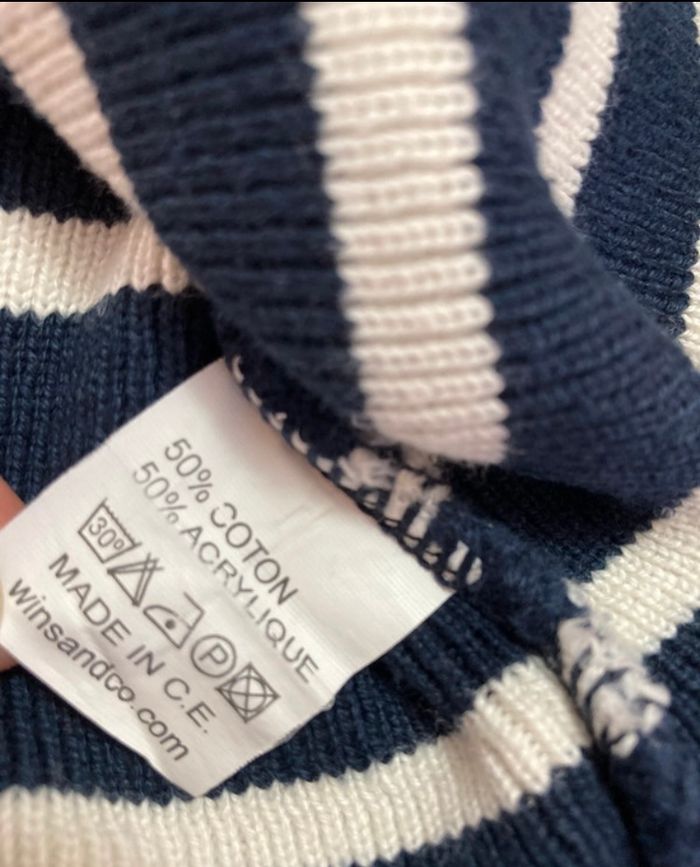 50% COTON
50% ACRYLIQUE
30° P
MADE IN C.E.
winsandco.com